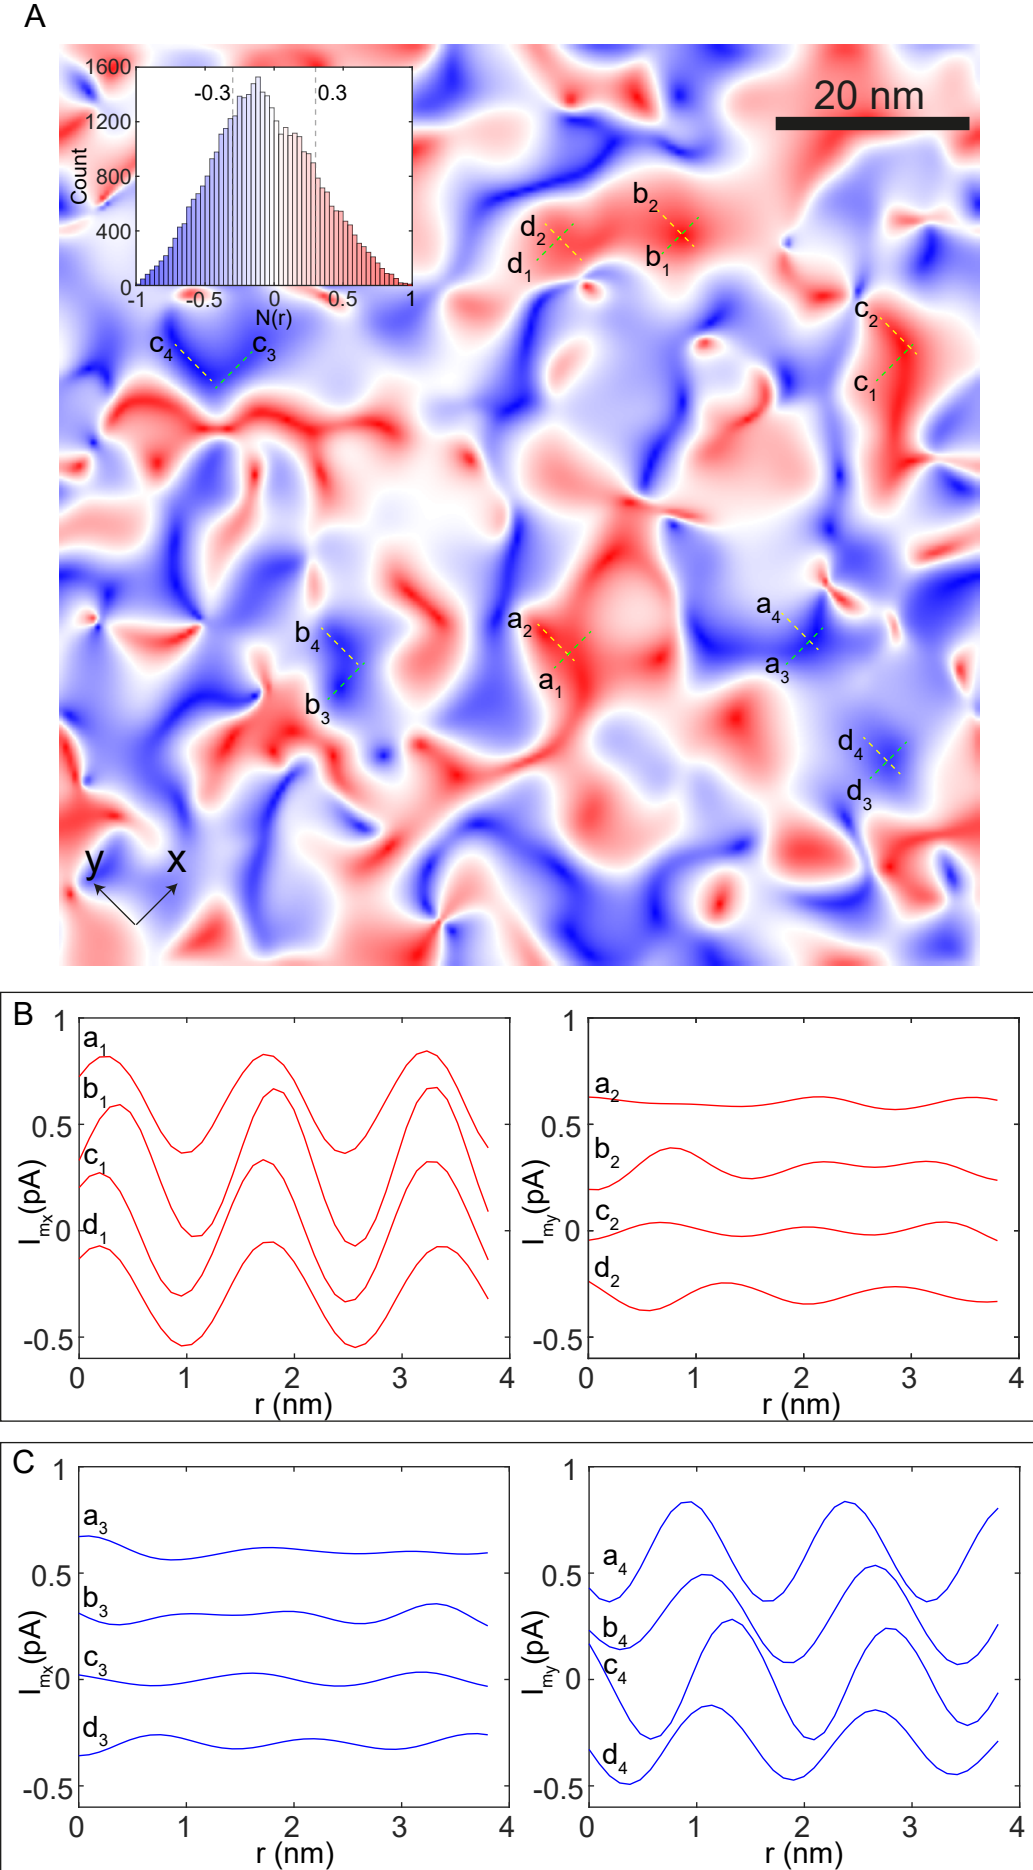 A
1600
1200
800
400
0
Count
-0.3
0.3
-1
-0.5
0
0.5
1
N(r)
20 nm
b2
d2
b1
d1
c2
c4
c3
c1
a4
a2
b4
a3
a1
b3
d4
d3
y
x
B
1
0.5
0
-0.5
Imx(pA)
a1
b1
c1
d1
0
1
2
3
4
r (nm)
1
0.5
0
-0.5
Imy(pA)
a2
b2
c2
d2
0
1
2
3
4
r (nm)
C
1
0.5
0
-0.5
Imx(pA)
a3
b3
c3
d3
0
1
2
3
4
r (nm)
1
0.5
0
-0.5
Imy(pA)
a4
b4
c4
d4
0
1
2
3
4
r (nm)